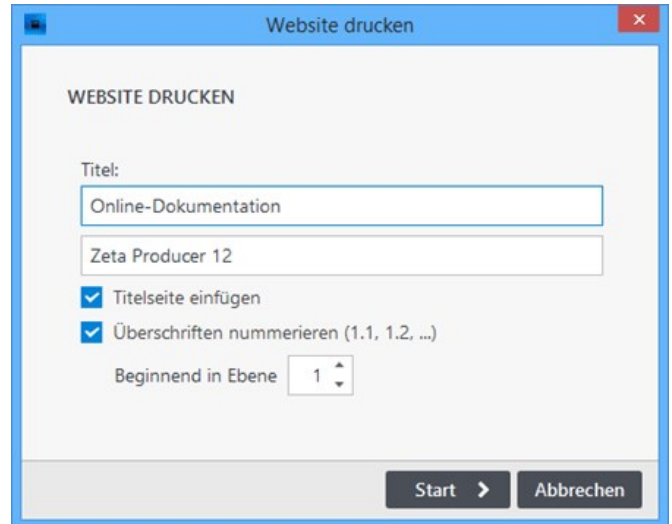 Website drucken
WEBSITE DRUCKEN
Titel:
Online-Dokumentation
Zeta Producer 12
Titelseite einfügen
Überschriften nummerieren (1.1, 1.2, ...)
Beginnend in Ebene 1
Start Abbrechen